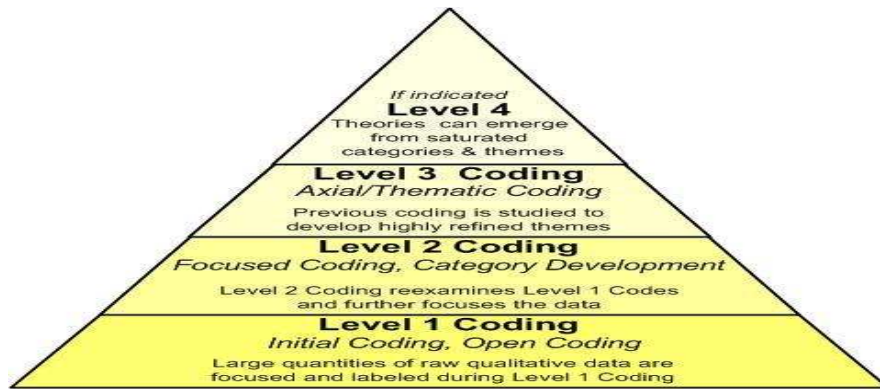 If indicated
Level 4
Theories can emerge
from saturated
categories & themes
Level 3 Coding
Axial/Thematic Coding
Previous coding is studied to
develop highly refined themes
Level 2 Coding
Focused Coding, Category Development
Level 2 Coding reexamines Level 1 Codes
and further focuses the data
Level 1 Coding
Initial Coding, Open Coding
Large quantities of raw qualitative data are
focused and labeled during Level 1 Coding